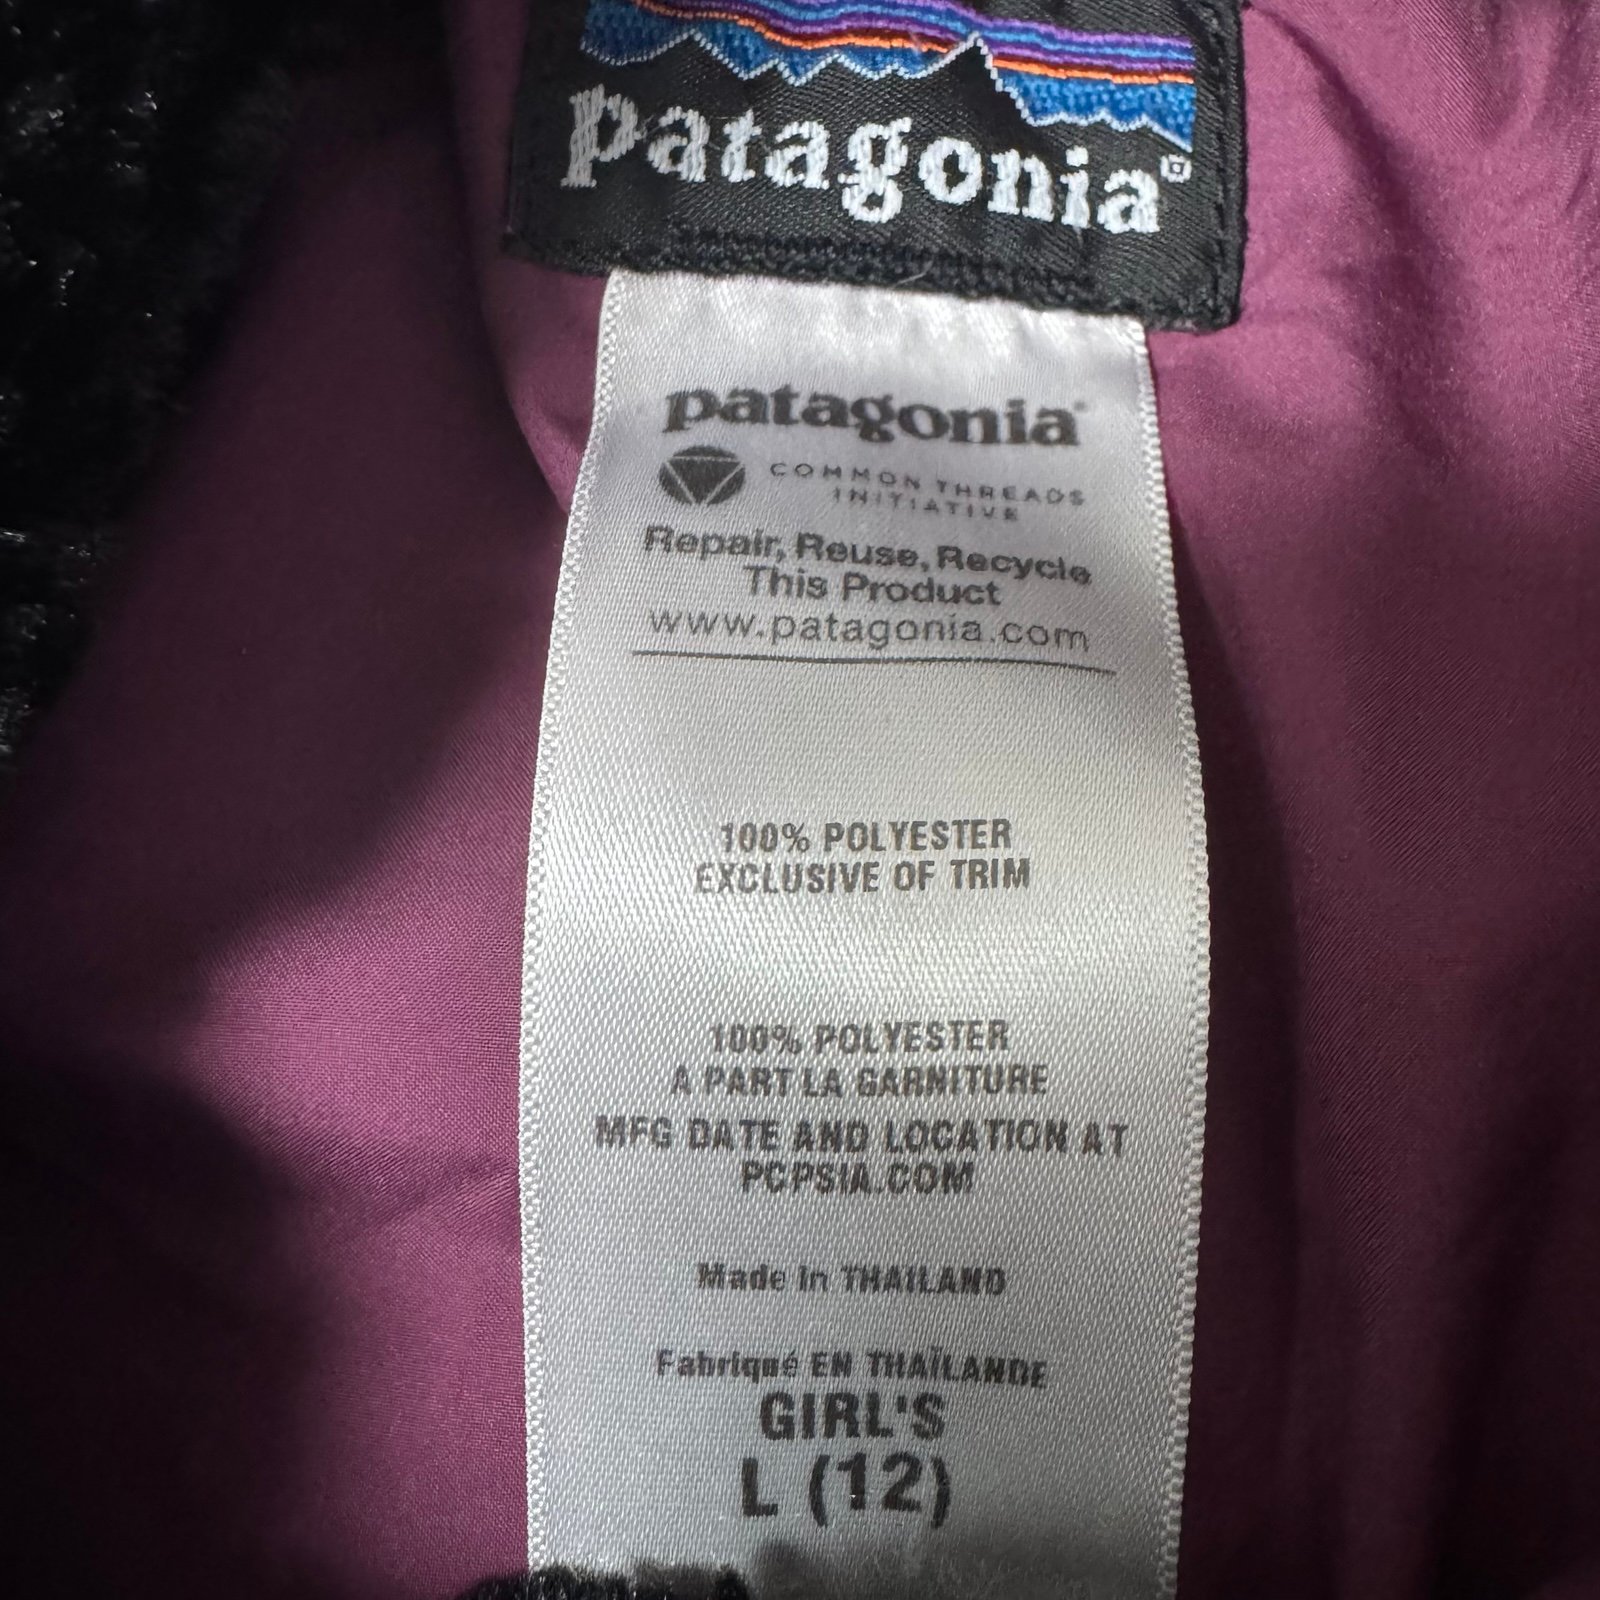 patagonia®
patagonia®
COMMON THREADS
INITIATIVE
Repair, Reuse, Recycle
This Product
www.patagonia.com
100% POLYESTER
EXCLUSIVE OF TRIM
100% POLYESTER
A PART LA GARNITURE
MFG DATE AND LOCATION AT
PCPSIA.COM
Made in THAILAND
Fabriqué EN THAÏLANDE
GIRL'S
L (12)